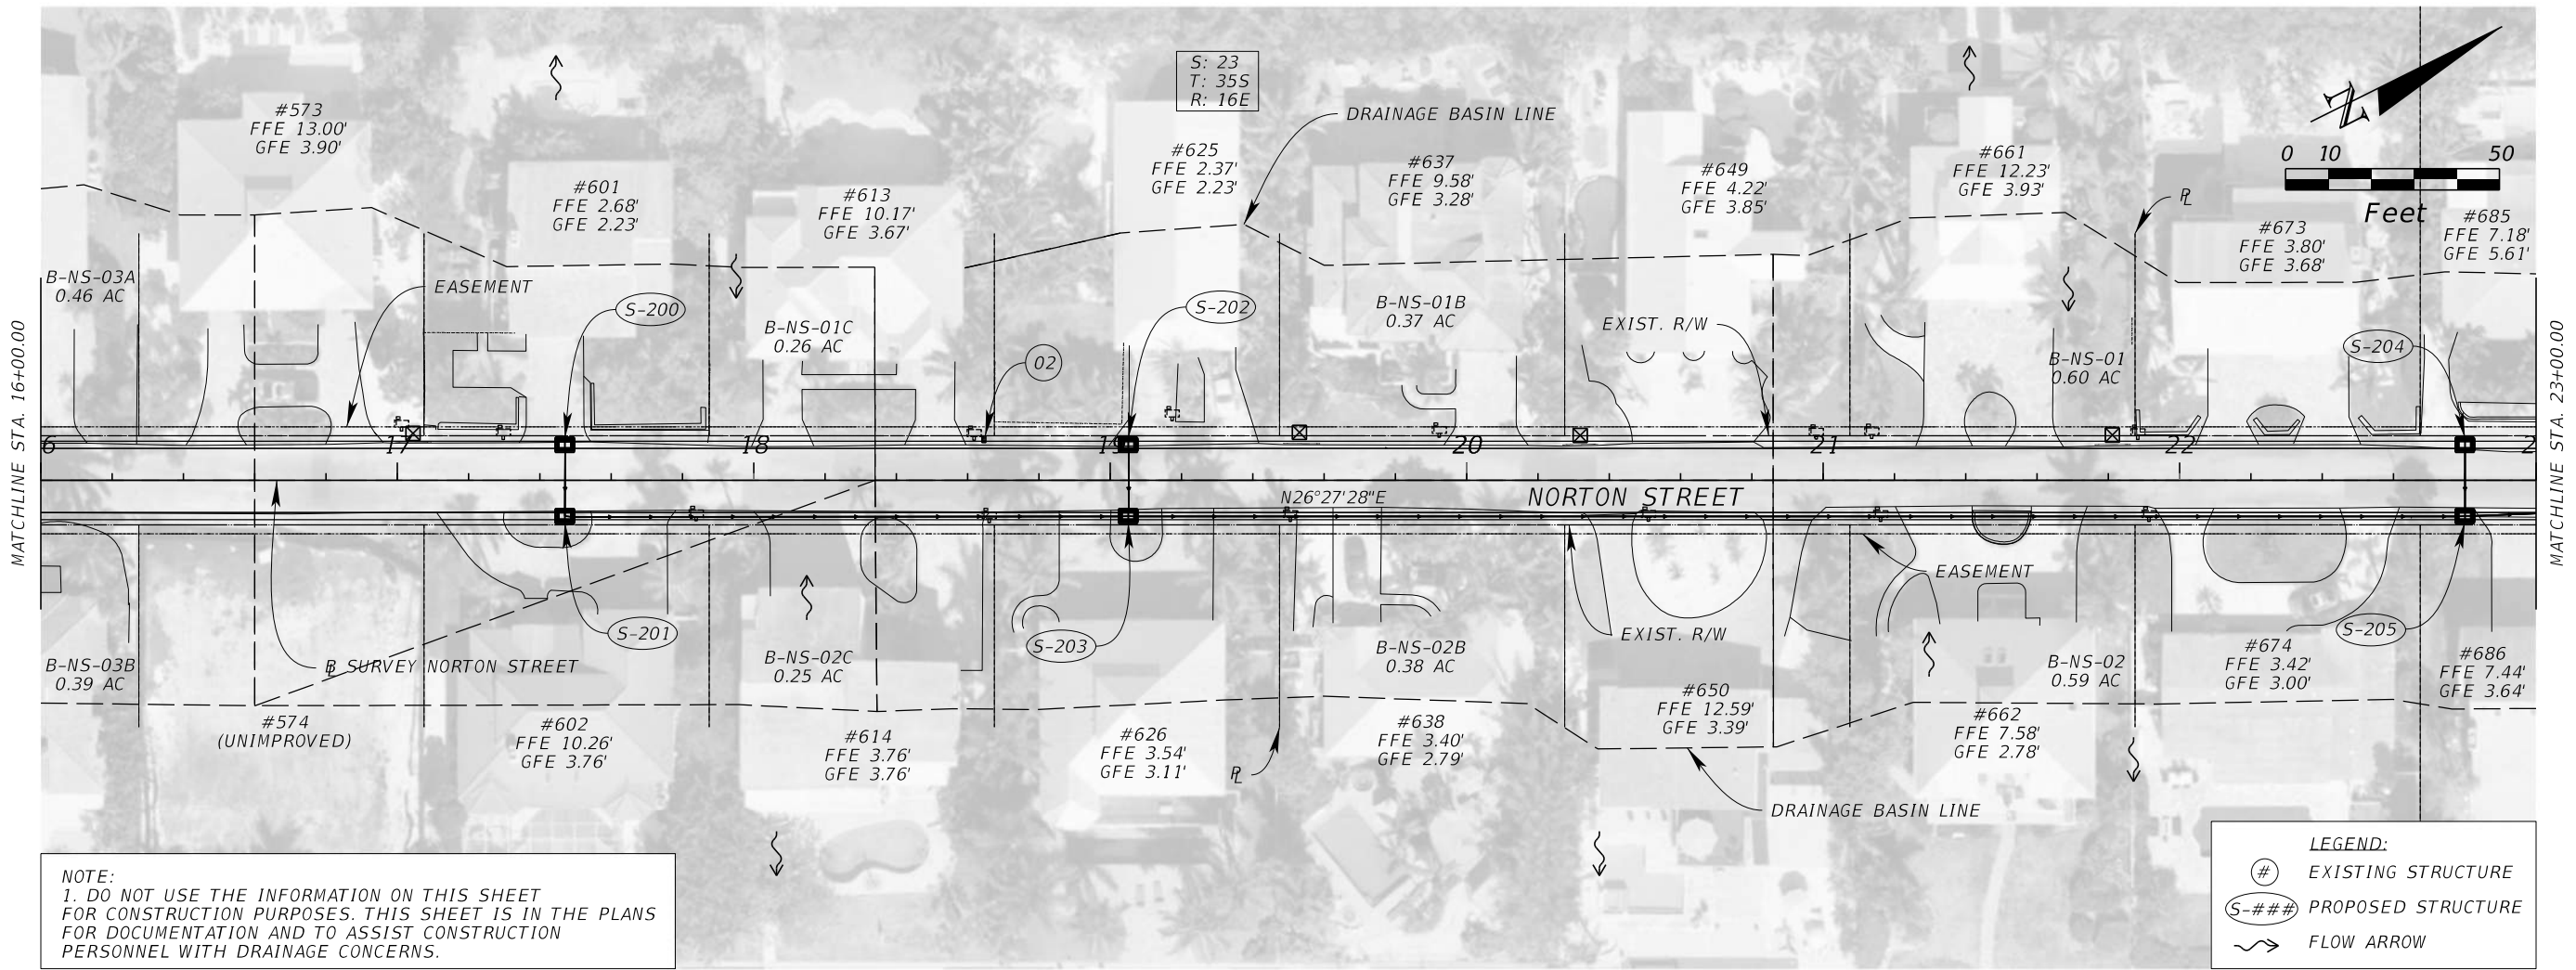 S: 23
T: 35S
R: 16E
DRAINAGE BASIN LINE
N
0 10 50
Feet
#573
FFE 13.00'
GFE 3.90'
#601
FFE 2.68'
GFE 2.23'
#613
FFE 10.17'
GFE 3.67'
#625
FFE 2.37'
GFE 2.23'
#637
FFE 9.58'
GFE 3.28'
#649
FFE 4.22'
GFE 3.85'
#661
FFE 12.23'
GFE 3.93'
PL
#673
FFE 3.80'
GFE 3.68'
#685
FFE 7.18'
GFE 5.61'
B-NS-03A
0.46 AC
EASEMENT
S-200
B-NS-01C
0.26 AC
02
S-202
B-NS-01B
0.37 AC
EXIST. R/W
B-NS-01
0.60 AC
S-204
MATCHLINE STA. 16+00.00
MATCHLINE STA. 23+00.00
6
17
18
19
20
21
22
2
N26°27'28"E
NORTON STREET
B-NS-03B
0.39 AC
BL SURVEY NORTON STREET
S-201
B-NS-02C
0.25 AC
S-203
B-NS-02B
0.38 AC
EXIST. R/W
EASEMENT
B-NS-02
0.59 AC
S-205
#574
(UNIMPROVED)
#602
FFE 10.26'
GFE 3.76'
#614
FFE 3.76'
GFE 3.76'
#626
FFE 3.54'
GFE 3.11'
PL
#638
FFE 3.40'
GFE 2.79'
#650
FFE 12.59'
GFE 3.39'
#662
FFE 7.58'
GFE 2.78'
#674
FFE 3.42'
GFE 3.00'
#686
FFE 7.44'
GFE 3.64'
DRAINAGE BASIN LINE
NOTE:
1. DO NOT USE THE INFORMATION ON THIS SHEET
FOR CONSTRUCTION PURPOSES. THIS SHEET IS IN THE PLANS
FOR DOCUMENTATION AND TO ASSIST CONSTRUCTION
PERSONNEL WITH DRAINAGE CONCERNS.
LEGEND:
# EXISTING STRUCTURE
S-### PROPOSED STRUCTURE
FLOW ARROW